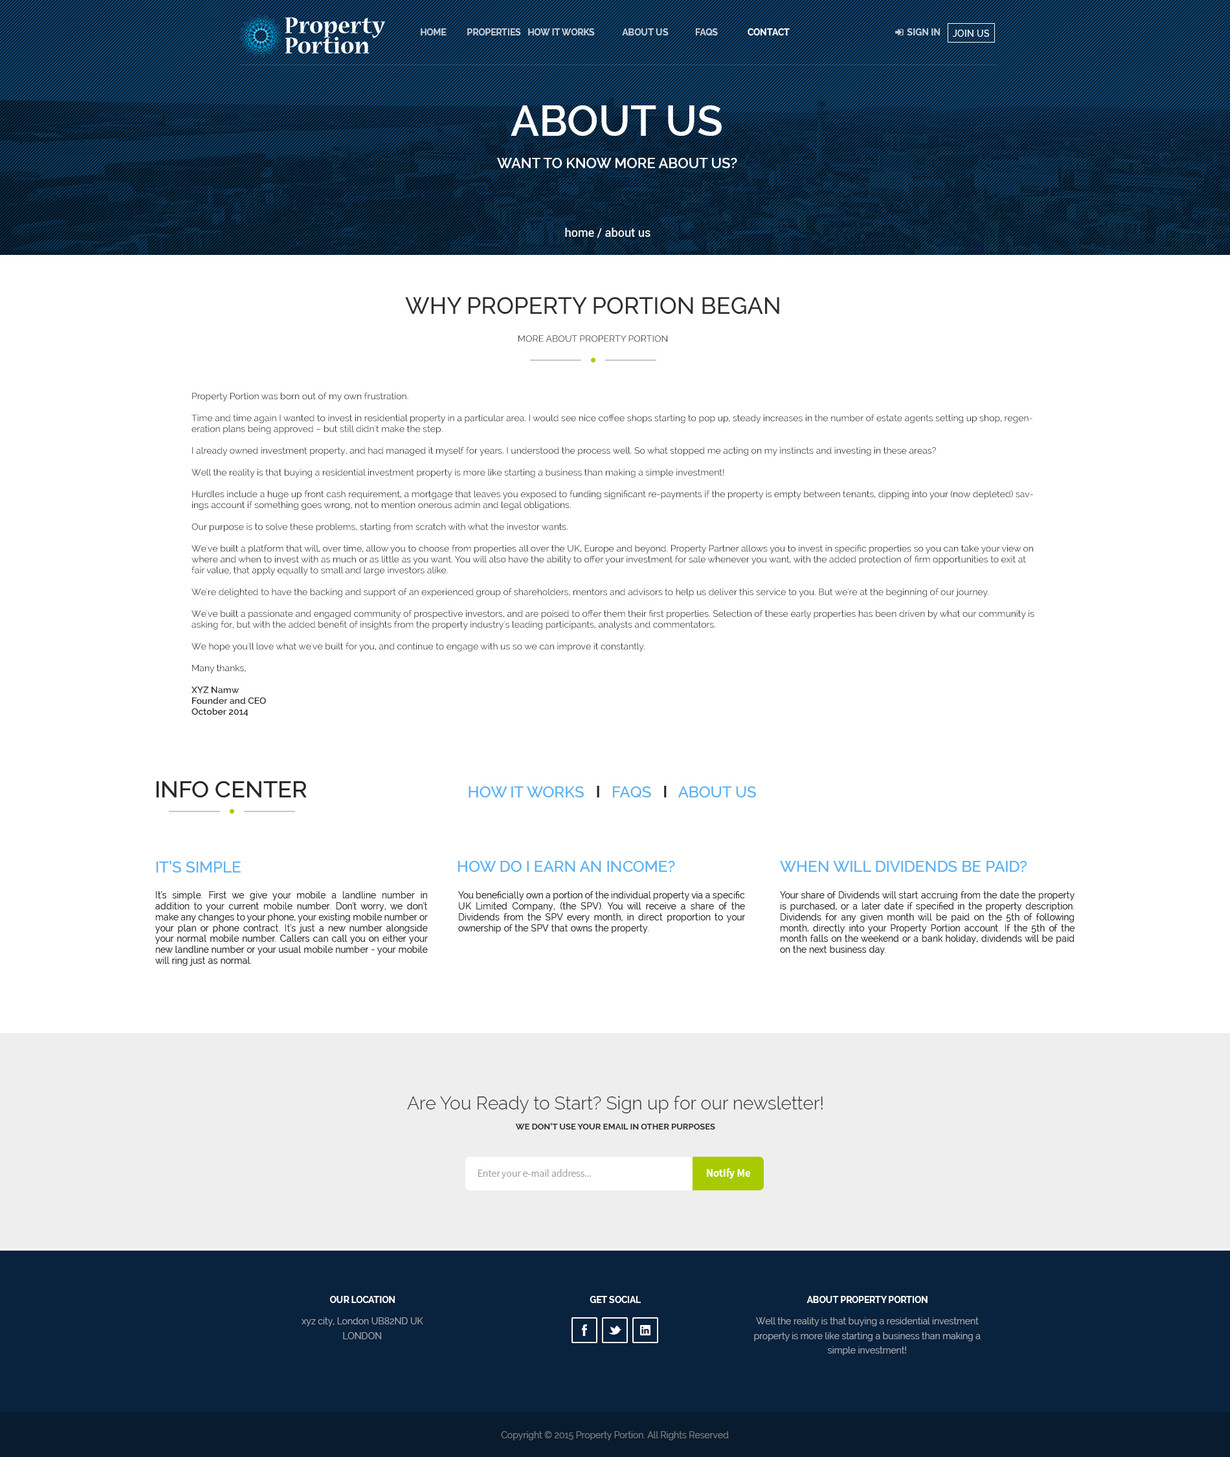 Property
Portion
HOME PROPERTIES HOW IT WORKS ABOUT US FAQS CONTACT SIGN IN JOIN US
ABOUT US
WANT TO KNOW MORE ABOUT US?
home / about us
WHY PROPERTY PORTION BEGAN
MORE ABOUT PROPERTY PORTION
Property Portion was born out of my own frustration.
Time and time again I wanted to invest in residential property in a particular area. I would see nice coffee shops starting to pop up, steady increases in the number of estate agents setting up shop, regen-
eration plans being approved – but still didn't make the step.
I already owned investment property, and had managed it myself for years. I understood the process well. So what stopped me acting on my instincts and investing in these areas?
Well the reality is that buying a residential investment property is more like starting a business than making a simple investment!
Hurdles include a huge up front cash requirement, a mortgage that leaves you exposed to funding significant re-payments if the property is empty between tenants, dipping into your (now depleted) sav-
ings account if something goes wrong, not to mention onerous admin and legal obligations.
Our purpose is to solve these problems, starting from scratch with what the investor wants.
We've built a platform that will, over time, allow you to choose from properties all over the UK, Europe and beyond. Property Partner allows you to invest in specific properties so you can take your view on
where and when to invest with as much or as little as you want. You will also have the ability to offer your investment for sale whenever you want, with the added protection of firm opportunities to exit at
fair value, that apply equally to small and large investors alike.
We're delighted to have the backing and support of an experienced group of shareholders, mentors and advisors to help us deliver this service to you. But we're at the beginning of our journey.
We've built a passionate and engaged community of prospective investors, and are poised to offer them their first properties. Selection of these early properties has been driven by what our community is
asking for, but with the added benefit of insights from the property industry's leading participants, analysts and commentators.
We hope you'll love what we've built for you, and continue to engage with us so we can improve it constantly.
Many thanks,
XYZ Namw
Founder and CEO
October 2014
INFO CENTER
HOW IT WORKS | FAQS | ABOUT US
IT'S SIMPLE
It's simple. First we give your mobile a landline number in
addition to your current mobile number. Don't worry, we don't
make any changes to your phone, your existing mobile number or
your plan or phone contract. It's just a new number alongside
your normal mobile number. Callers can call you on either your
new landline number or your usual mobile number - your mobile
will ring just as normal.
HOW DO I EARN AN INCOME?
You beneficially own a portion of the individual property via a specific
UK Limited Company, (the SPV). You will receive a share of the
Dividends from the SPV every month, in direct proportion to your
ownership of the SPV that owns the property.
WHEN WILL DIVIDENDS BE PAID?
Your share of Dividends will start accruing from the date the property
is purchased, or a later date if specified in the property description.
Dividends for any given month will be paid on the 5th of following
month, directly into your Property Portion account. If the 5th of the
month falls on the weekend or a bank holiday, dividends will be paid
on the next business day.
Are You Ready to Start? Sign up for our newsletter!
WE DON'T USE YOUR EMAIL IN OTHER PURPOSES
Enter your e-mail address... Notify Me
OUR LOCATION
xyz city, London UB82ND UK
LONDON
GET SOCIAL
ABOUT PROPERTY PORTION
Well the reality is that buying a residential investment
property is more like starting a business than making a
simple investment!
Copyright © 2015 Property Portion. All Rights Reserved